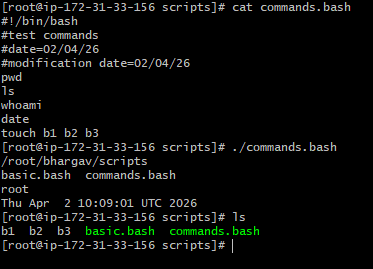 [root@ip-172-31-33-156 scripts]# cat commands.bash
#!/bin/bash
#test commands
#date=02/04/26
#modification date=02/04/26
pwd
ls
whoami
date
touch b1 b2 b3
[root@ip-172-31-33-156 scripts]# ./commands.bash
/root/bhargav/scripts
basic.bash  commands.bash
root
Thu Apr  2 10:09:01 UTC 2026
[root@ip-172-31-33-156 scripts]# ls
b1  b2  b3  basic.bash  commands.bash
[root@ip-172-31-33-156 scripts]#